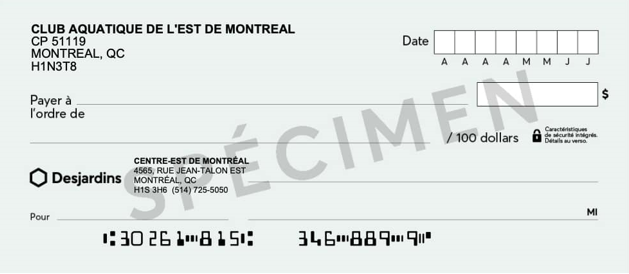 CLUB AQUATIQUE DE L'EST DE MONTREAL
CP 51119
MONTREAL, QC
H1N3T8
Date
A A A A M M J J
Payer à
l'ordre de
$
/ 100 dollars
Caractéristiques
de sécurité intégrés.
Détails au verso.
SPÉCIMEN
Desjardins
CENTRE-EST DE MONTRÉAL
4565, RUE JEAN-TALON EST
MONTRÉAL, QC
H1S 3H6 (514) 725-5050
Pour
MI
⑆30261⑉815⑆ 346⑉889⑉9⑈